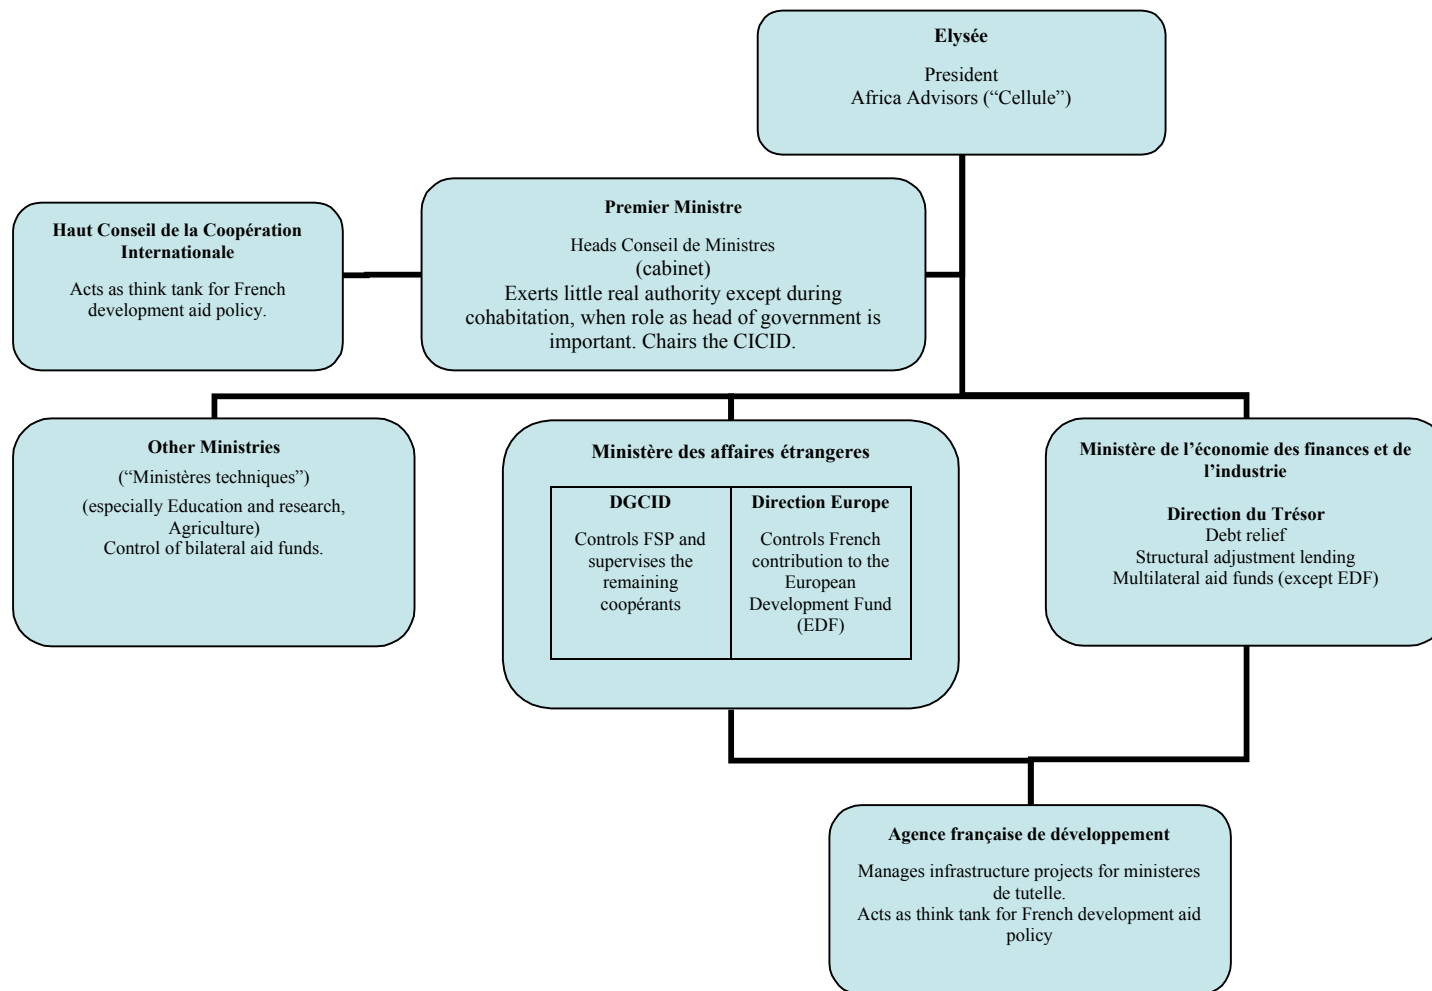 Elysée
President
Africa Advisors (“Cellule”)
Premier Ministre
Heads Conseil de Ministres
(cabinet)
Exerts little real authority except during
cohabitation, when role as head of government is
important. Chairs the CICID.
Haut Conseil de la Coopération
Internationale
Acts as think tank for French
development aid policy.
Other Ministries
(“Ministères techniques”)
(especially Education and research,
Agriculture)
Control of bilateral aid funds.
Ministère des affaires étrangeres
DGCID
Controls FSP and
supervises the
remaining
coopérants
Direction Europe
Controls French
contribution to the
European
Development Fund
(EDF)
Ministère de l’économie des finances et de
l’industrie
Direction du Trésor
Debt relief
Structural adjustment lending
Multilateral aid funds (except EDF)
Agence française de développement
Manages infrastructure projects for ministeres
de tutelle.
Acts as think tank for French development aid
policy